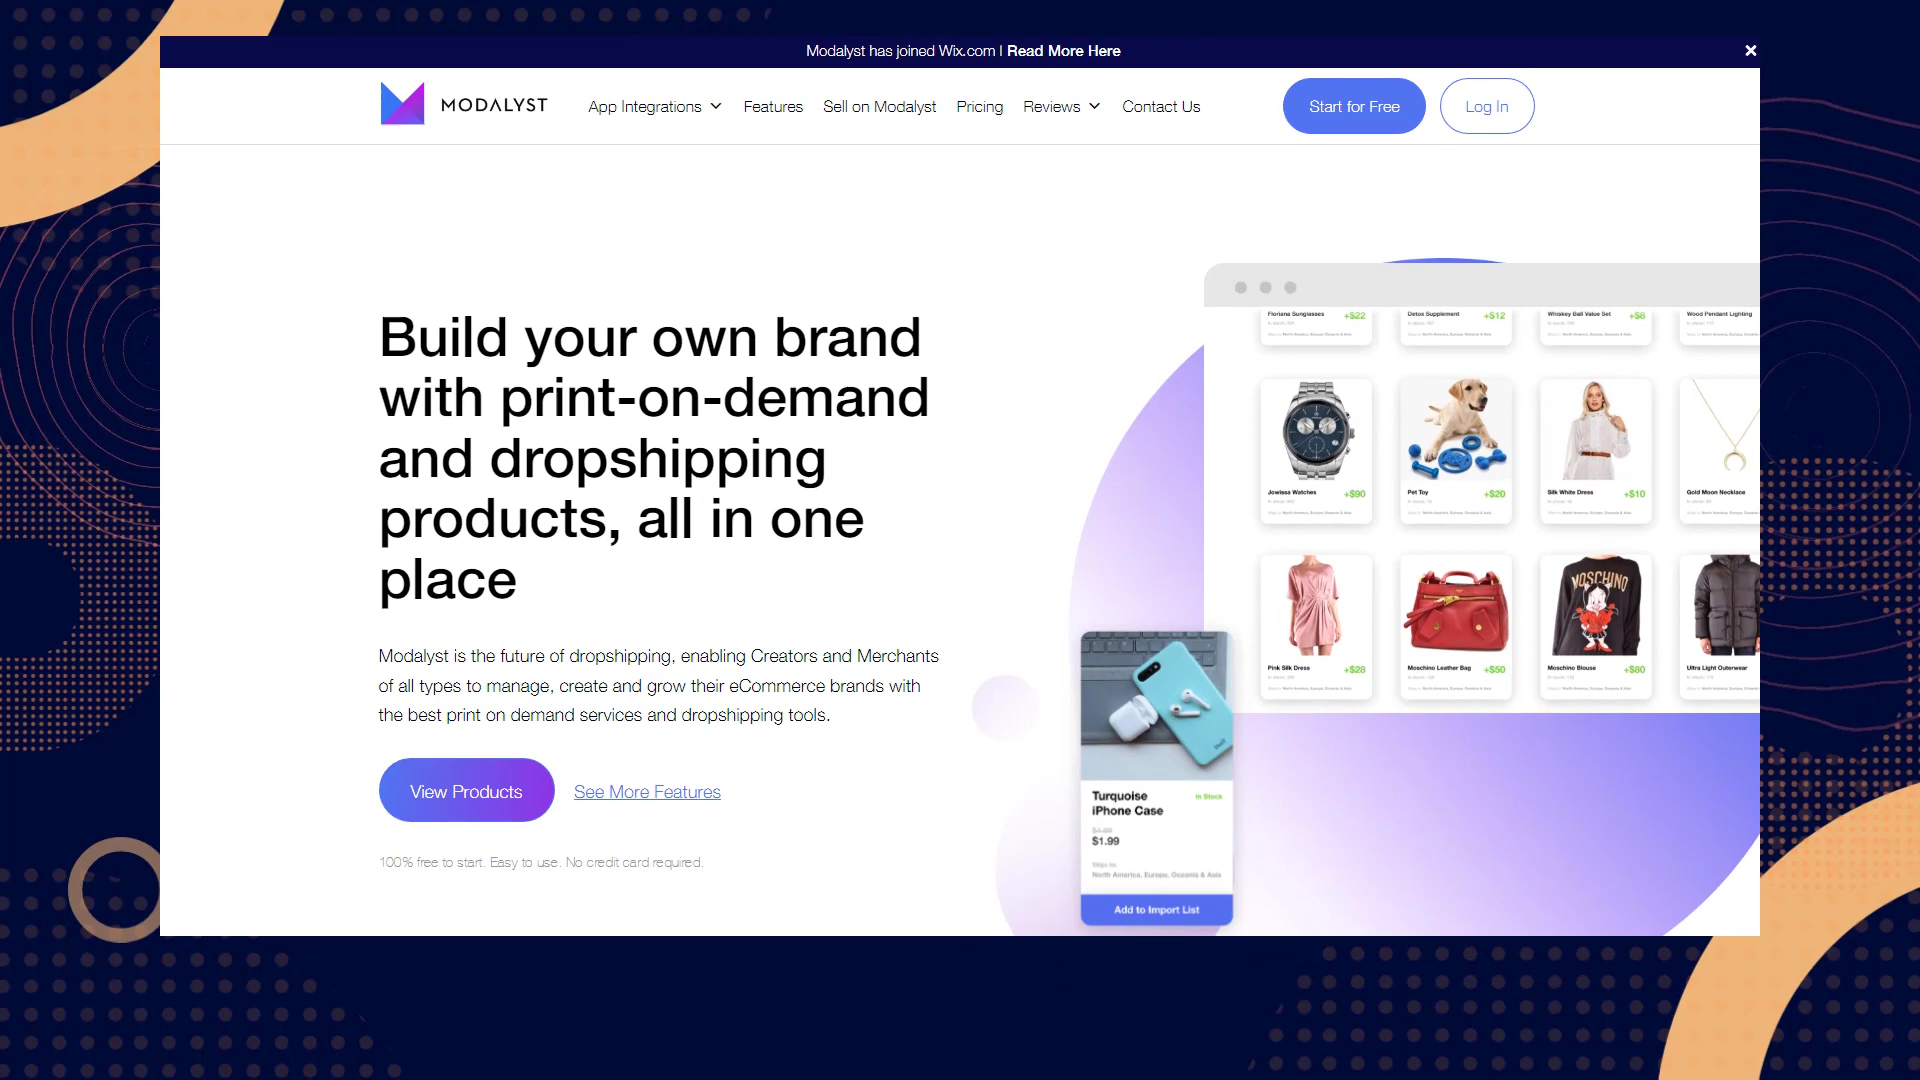 Modalyst has joined Wix.com | Read More Here
MODALYST
App Integrations
Features
Sell on Modalyst
Pricing
Reviews
Contact Us
Start for Free
Log In
Build your own brand
with print-on-demand
and dropshipping
products, all in one
place
Modalyst is the future of dropshipping, enabling Creators and Merchants
of all types to manage, create and grow their eCommerce brands with
the best print on demand services and dropshipping tools.
View Products
See More Features
100% free to start. Easy to use. No credit card required.
Floriana Sunglasses +$22
Detox Supplement +$12
Whiskey Ball Value Set +$6
Wood Pendant Lighting
Jowissa Watches +$90
Pet Toy +$20
Silk White Dress +$10
Gold Moon Necklace
MOSCHINO
Pink Silk Dress +$28
Moschino Leather Bag +$50
Moschino Blouse +$80
Ultra Light Outerwear
Turquoise
iPhone Case
In Stock
$1.99
Ships to:
North America, Europe, Oceania & Asia
Add to Import List